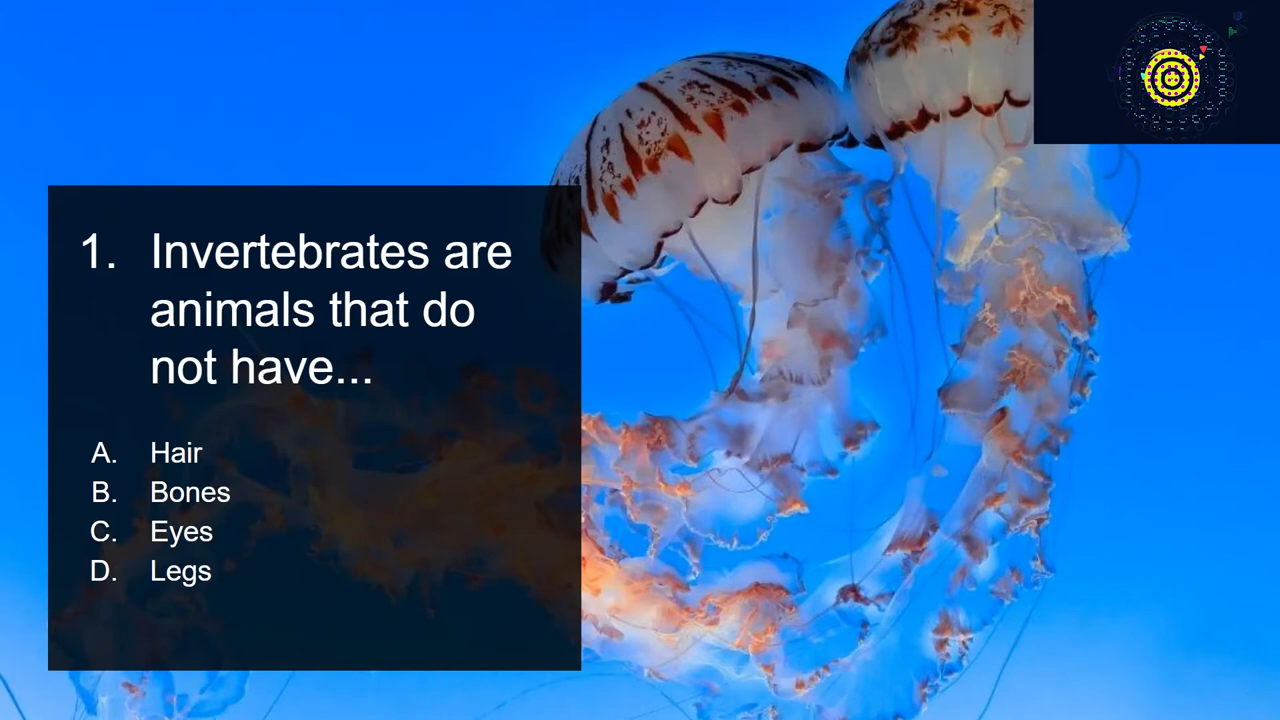 1. Invertebrates are
animals that do
not have...
A. Hair
B. Bones
C. Eyes
D. Legs